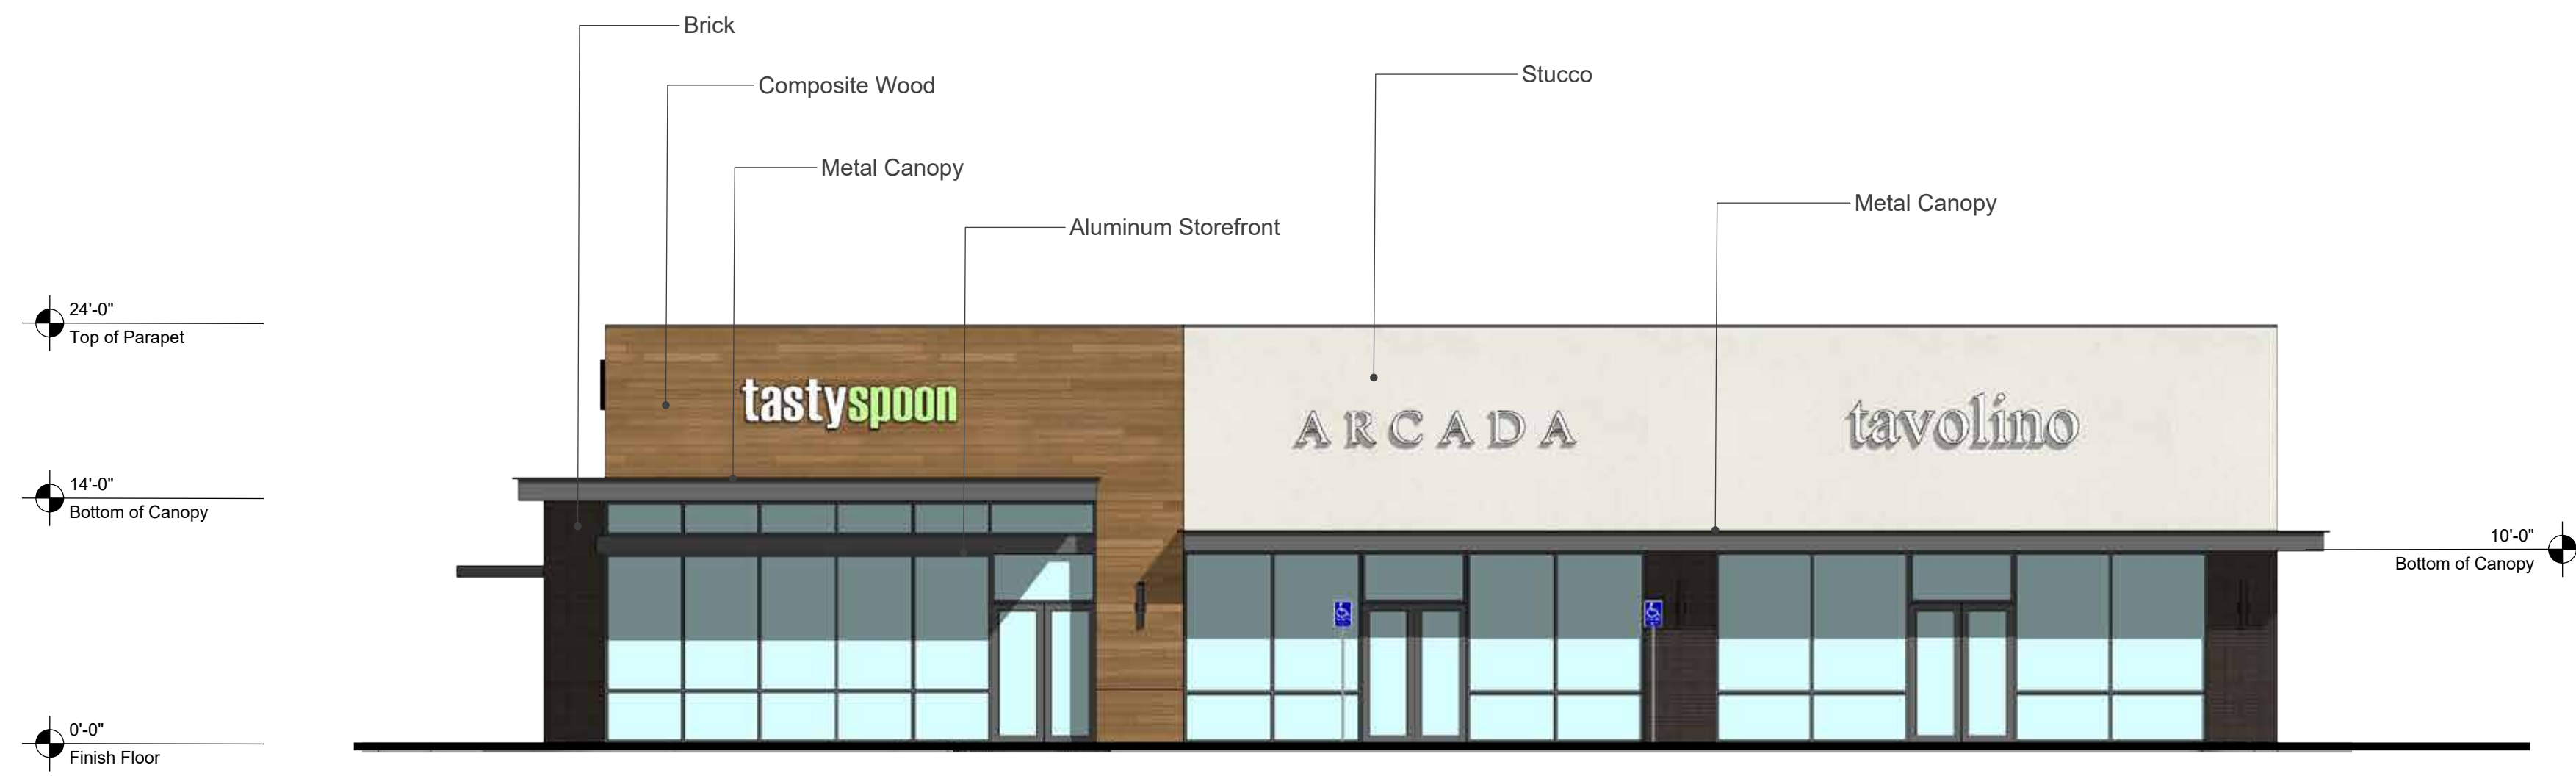 Brick
Composite Wood
Stucco
Metal Canopy
Metal Canopy
Aluminum Storefront
24'-0"
Top of Parapet
tastyspoon
ARCADA
tavolino
14'-0"
Bottom of Canopy
10'-0"
Bottom of Canopy
0'-0"
Finish Floor